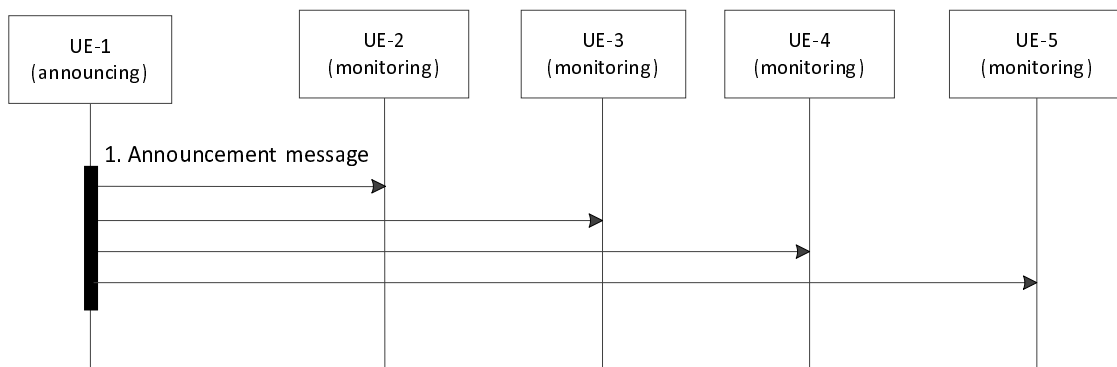 UE-1
(announcing)
UE-2
(monitoring)
UE-3
(monitoring)
UE-4
(monitoring)
UE-5
(monitoring)
1. Announcement message